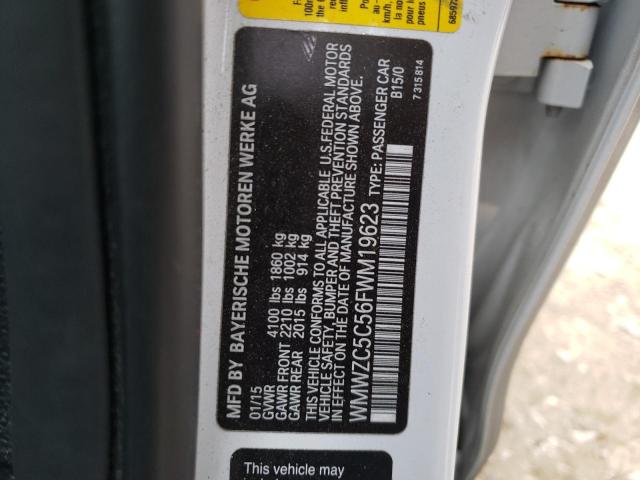 MFD BY BAYERISCHE MOTOREN WERKE AG
01/15
GVWR 4100 lbs 1860 kg
GAWR FRONT 2210 lbs 1002 kg
GAWR REAR 2015 lbs 914 kg
THIS VEHICLE CONFORMS TO ALL APPLICABLE U.S.FEDERAL MOTOR
VEHICLE SAFETY, BUMPER AND THEFT PREVENTION STANDARDS
IN EFFECT ON THE DATE OF MANUFACTURE SHOWN ABOVE.
WMWZC5C56FWM19623 TYPE: PASSENGER CAR
B15/0
7 315 814
This vehicle may